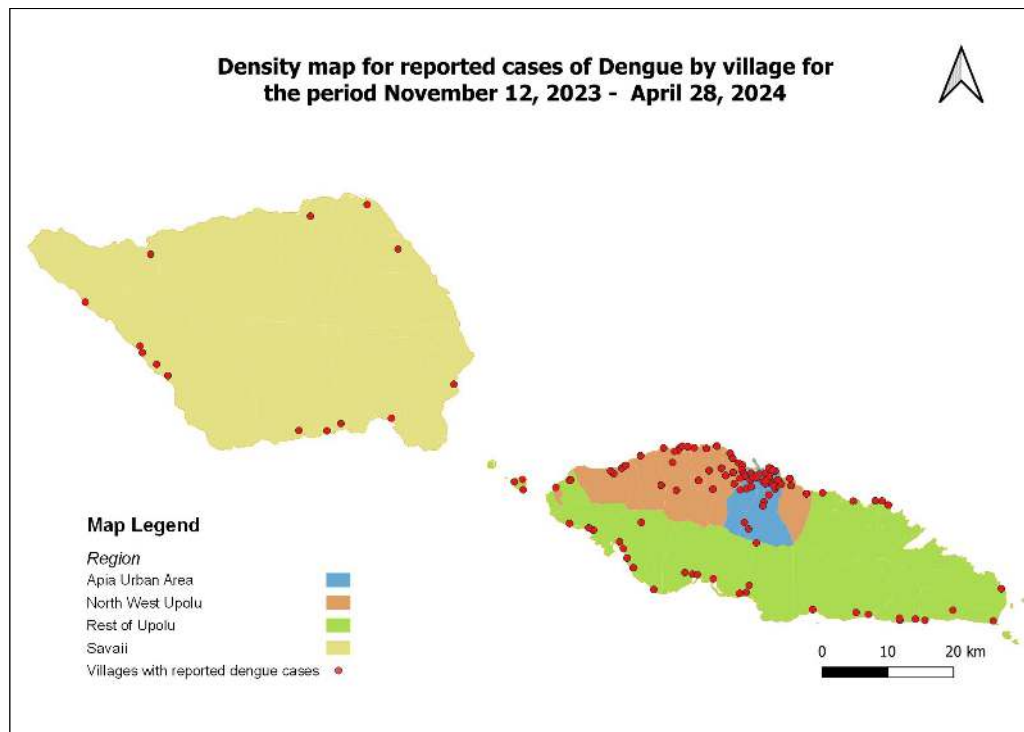 Density map for reported cases of Dengue by village for
the period November 12, 2023 - April 28, 2024
Map Legend
Region
Apia Urban Area
North West Upolu
Rest of Upolu
Savaii
Villages with reported dengue cases
0 10 20 km